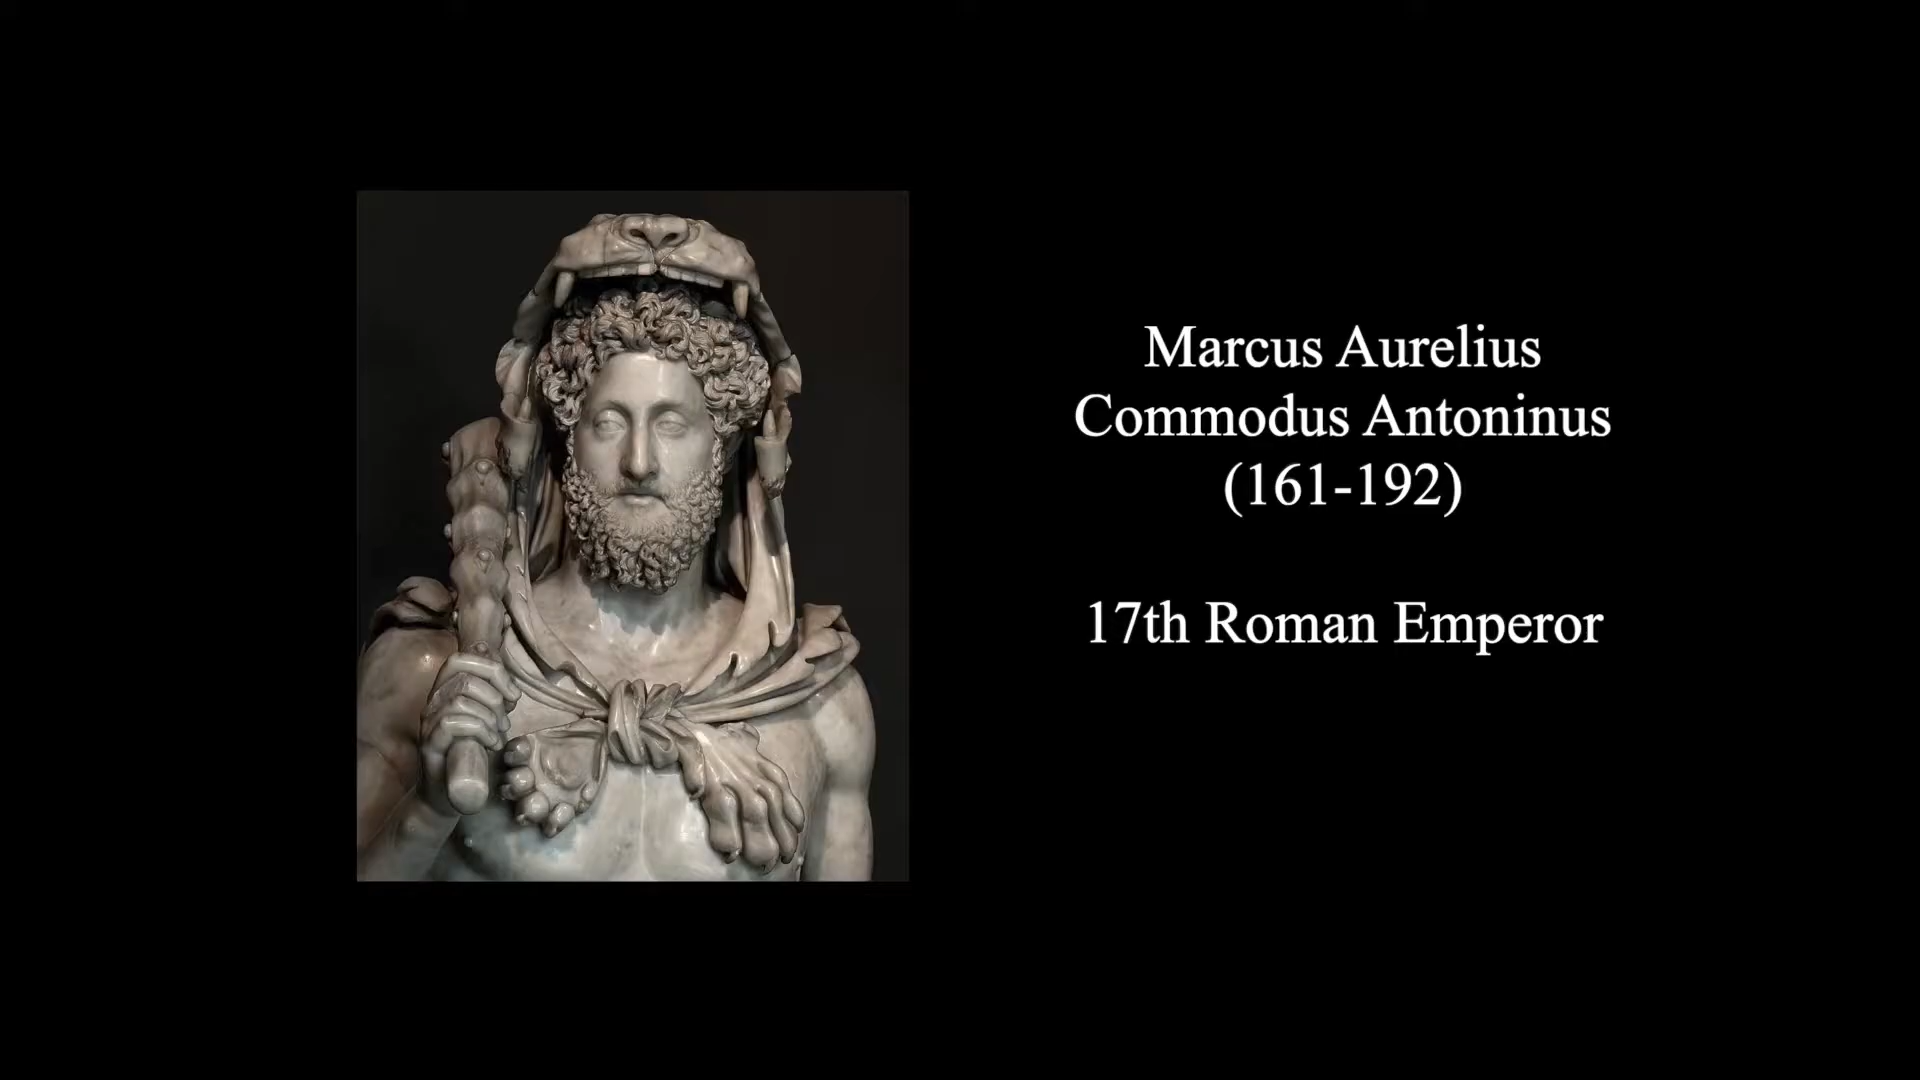 Marcus Aurelius
Commodus Antoninus
(161-192)
17th Roman Emperor